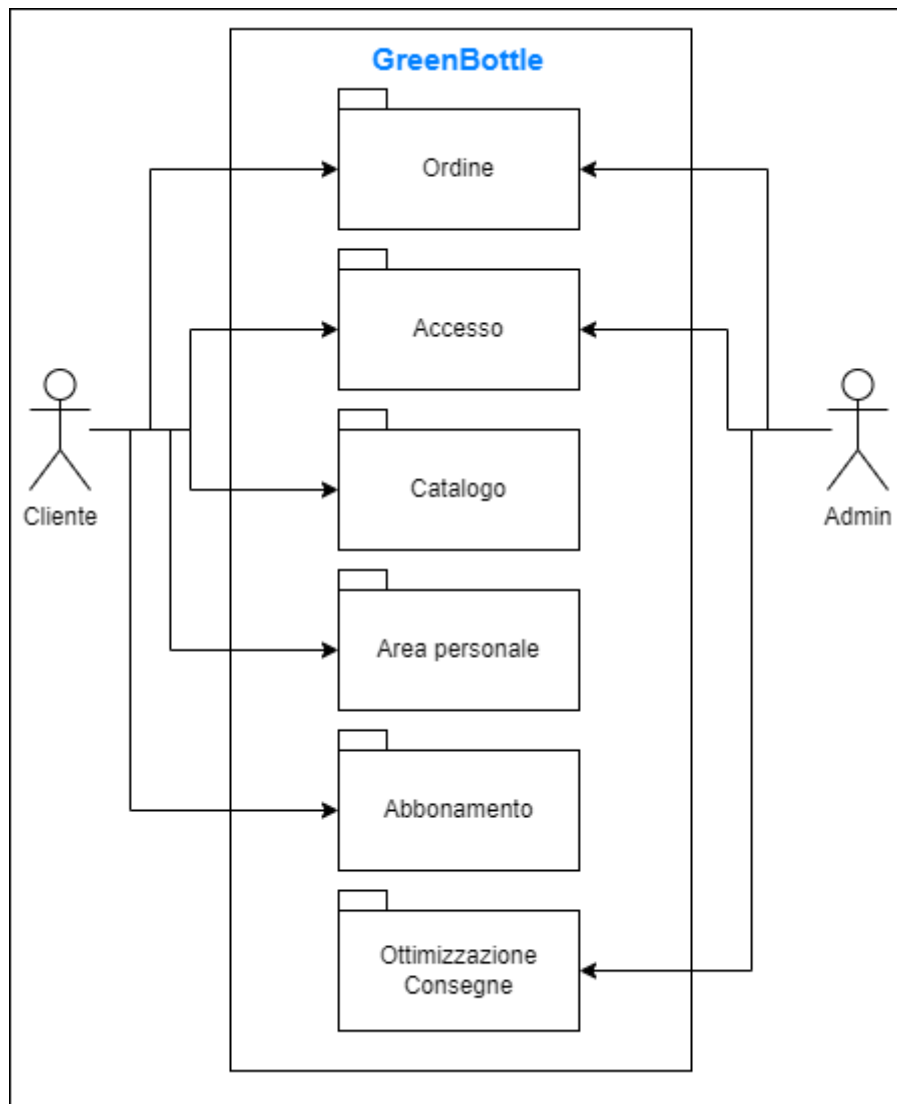 GreenBottle
Ordine
Accesso
Catalogo
Cliente
Admin
Area personale
Abbonamento
Ottimizzazione
Consegne